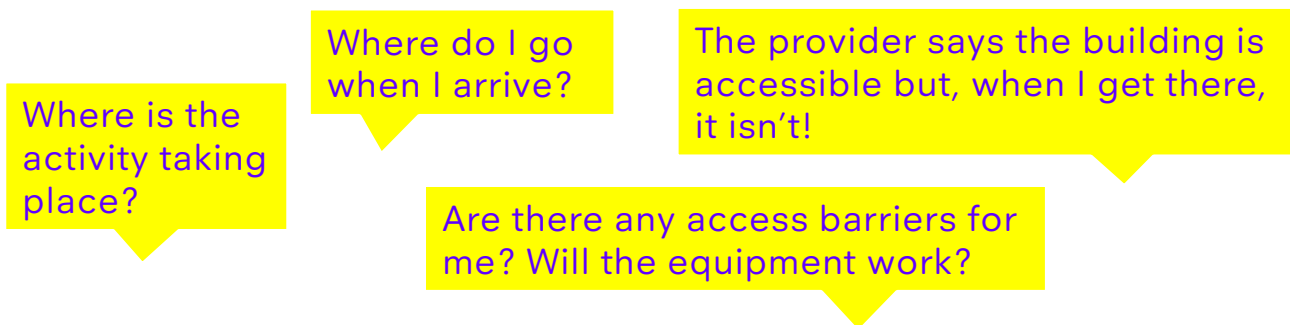 Where is the
activity taking
place?
Where do I go
when I arrive?
The provider says the building is
accessible but, when I get there,
it isn’t!
Are there any access barriers for
me? Will the equipment work?